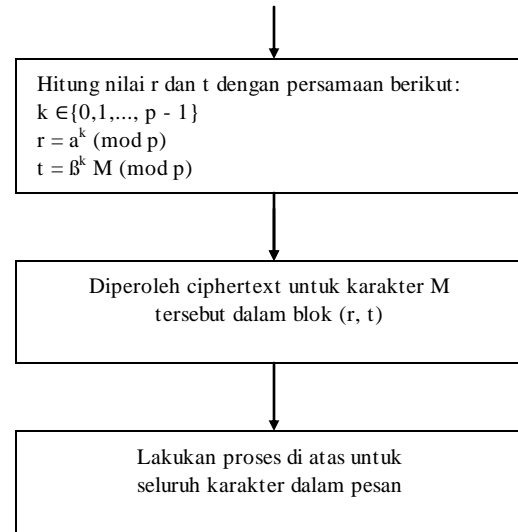 Hitung nilai r dan t dengan persamaan berikut:
k ∈{0,1,..., p - 1}
r = a^k (mod p)
t = ß^k M (mod p)
Diperoleh ciphertext untuk karakter M
tersebut dalam blok (r, t)
Lakukan proses di atas untuk
seluruh karakter dalam pesan